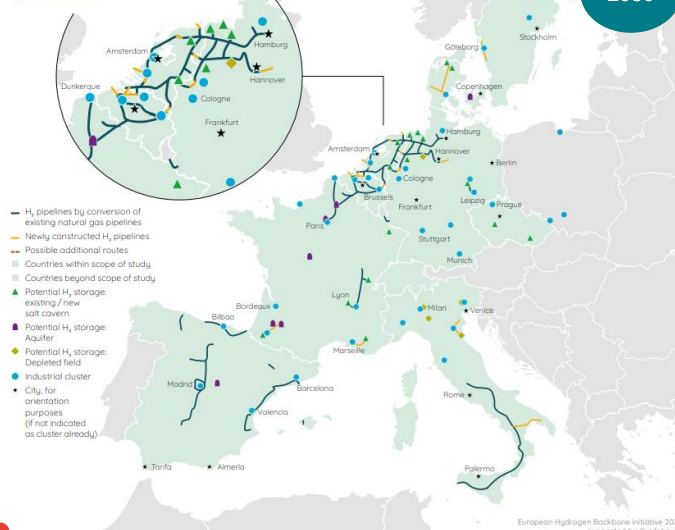 Amsterdam
Hamburg
Hannover
Dunkerque
Cologne
Frankfurt
Stockholm
Göteborg
Copenhagen
Hamburg
Amsterdam
Hannover
Berlin
Cologne
Brussels
Leipzig
Prague
Frankfurt
Paris
Stuttgart
Munich
Lyon
Bordeaux
Milan
Venice
Bilbao
Marseille
Madrid
Barcelona
Rome
Valencia
Palermo
Tarifa
Almería
H₂ pipelines by conversion of
existing natural gas pipelines
Newly constructed H₂ pipelines
Possible additional routes
Countries within scope of study
Countries beyond scope of study
Potential H₂ storage:
existing / new
salt cavern
Potential H₂ storage:
Aquifer
Potential H₂ storage:
Depleted field
Industrial cluster
City, for
orientation
purposes
(if not indicated
as cluster already)
European Hydrogen Backbone initiative 20